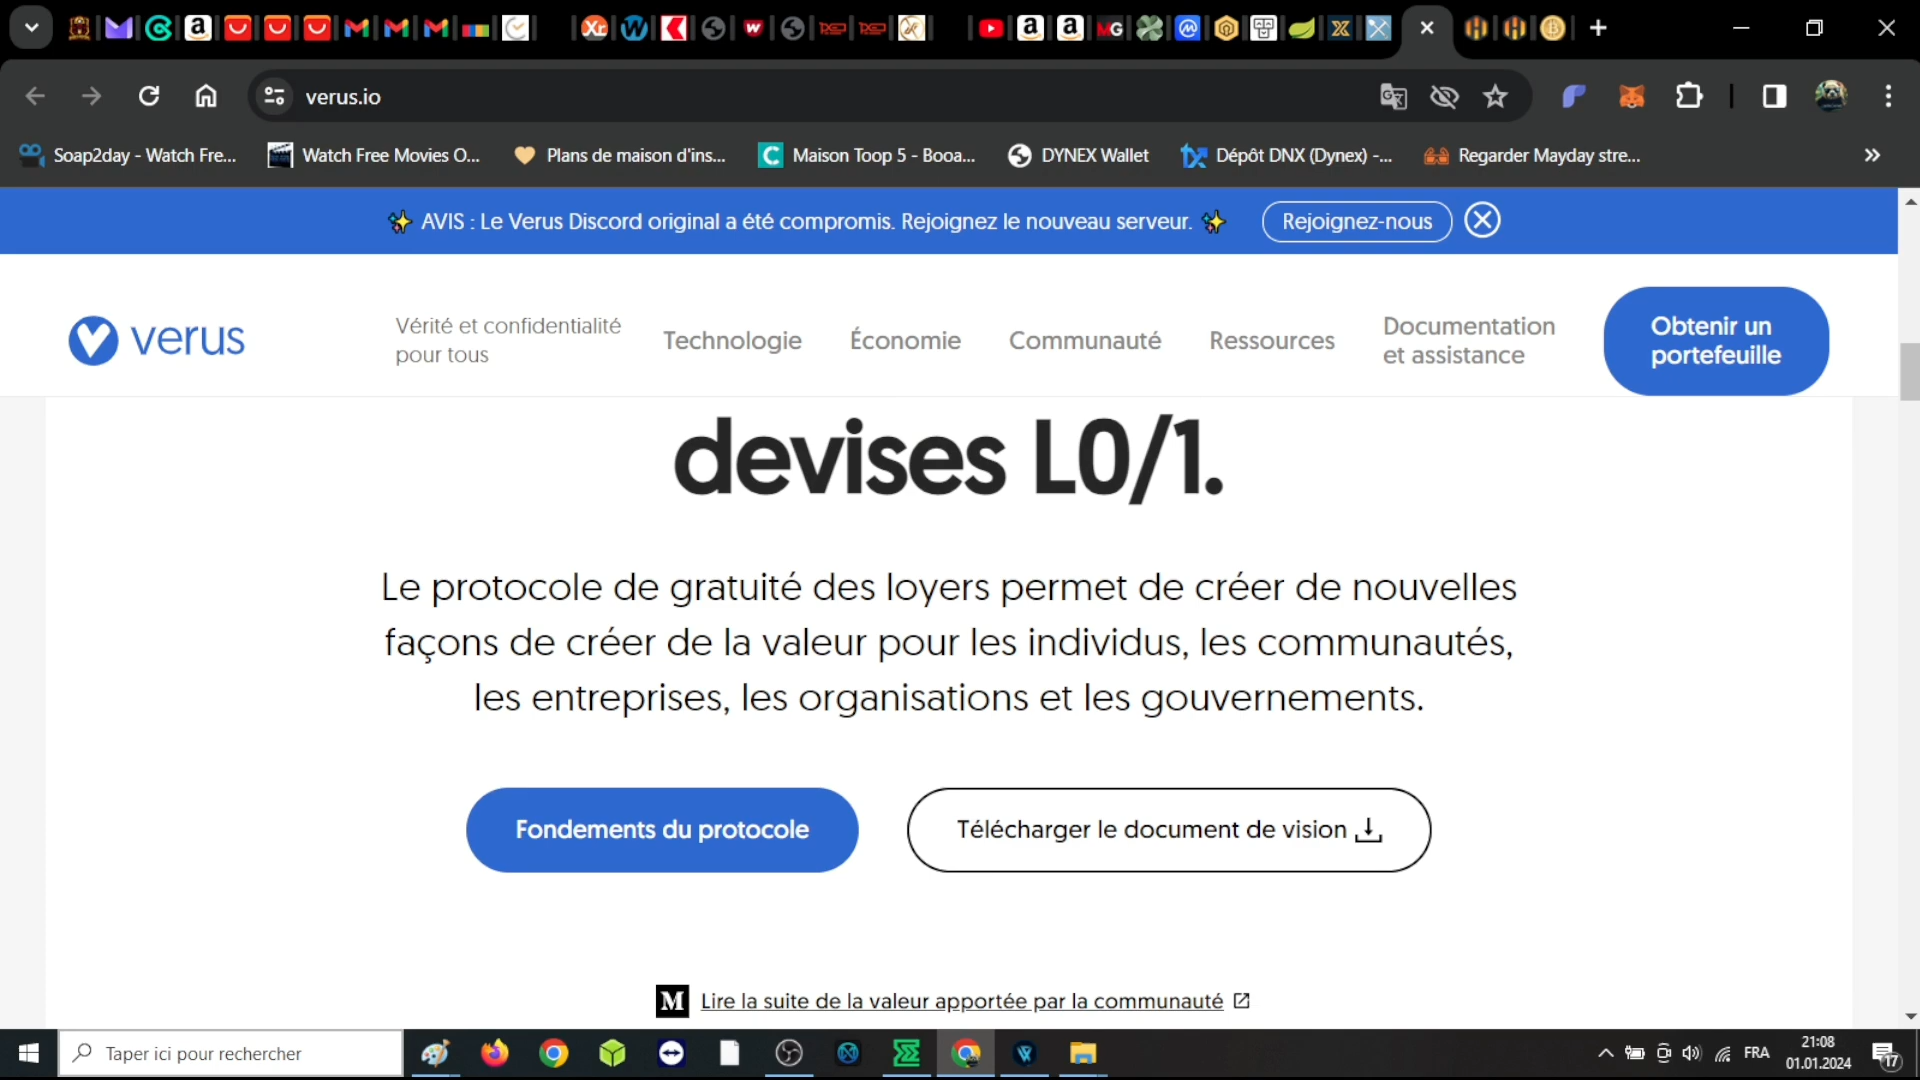 verus.io
Soap2day - Watch Fre...
Watch Free Movies O...
Plans de maison d'ins...
Maison Toop 5 - Booa...
DYNEX Wallet
Dépôt DNX (Dynex) -...
Regarder Mayday stre...
✨ AVIS : Le Verus Discord original a été compromis. Rejoignez le nouveau serveur. ✨
Rejoignez-nous
verus
Vérité et confidentialité
pour tous
Technologie
Économie
Communauté
Ressources
Documentation
et assistance
Obtenir un
portefeuille
devises L0/1.
Le protocole de gratuité des loyers permet de créer de nouvelles
façons de créer de la valeur pour les individus, les communautés,
les entreprises, les organisations et les gouvernements.
Fondements du protocole
Télécharger le document de vision
Lire la suite de la valeur apportée par la communauté
Taper ici pour rechercher
FRA
21:08
01.01.2024
17